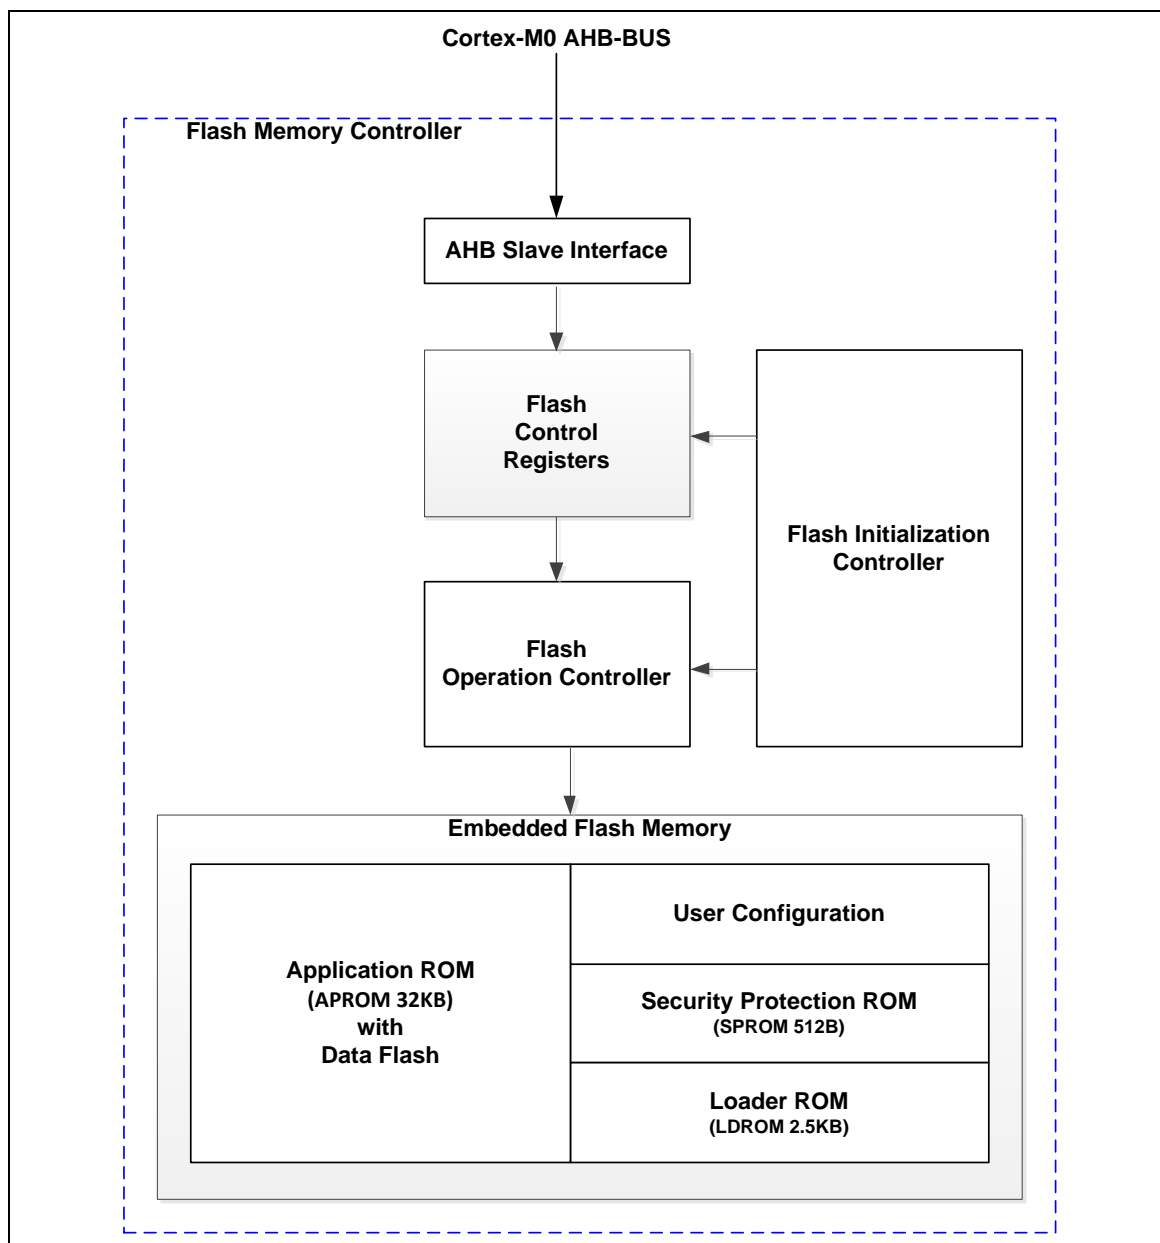 Cortex-M0 AHB-BUS
Flash Memory Controller
AHB Slave Interface
Flash
Control
Registers
Flash Initialization
Controller
Flash
Operation Controller
Embedded Flash Memory
Application ROM
(APROM 32KB)
with
Data Flash
User Configuration
Security Protection ROM
(SPROM 512B)
Loader ROM
(LDROM 2.5KB)